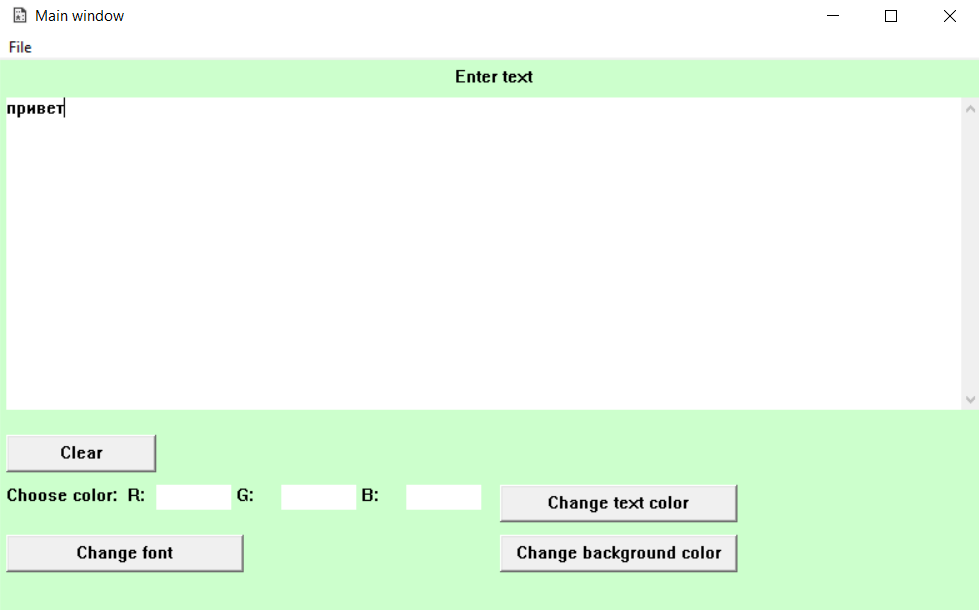 Main window
File
Enter text
привет
Clear
Choose color: R: G: B:
Change text color
Change font
Change background color